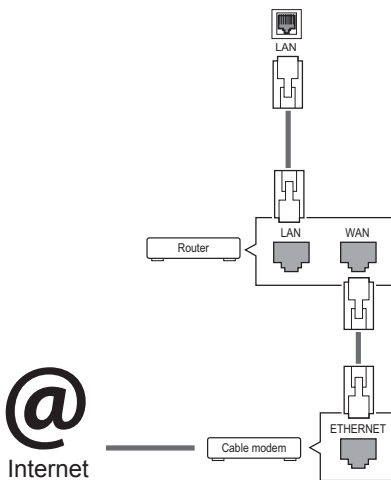 LAN
LAN
WAN
Router
ETHERNET
@
Cable modem
Internet